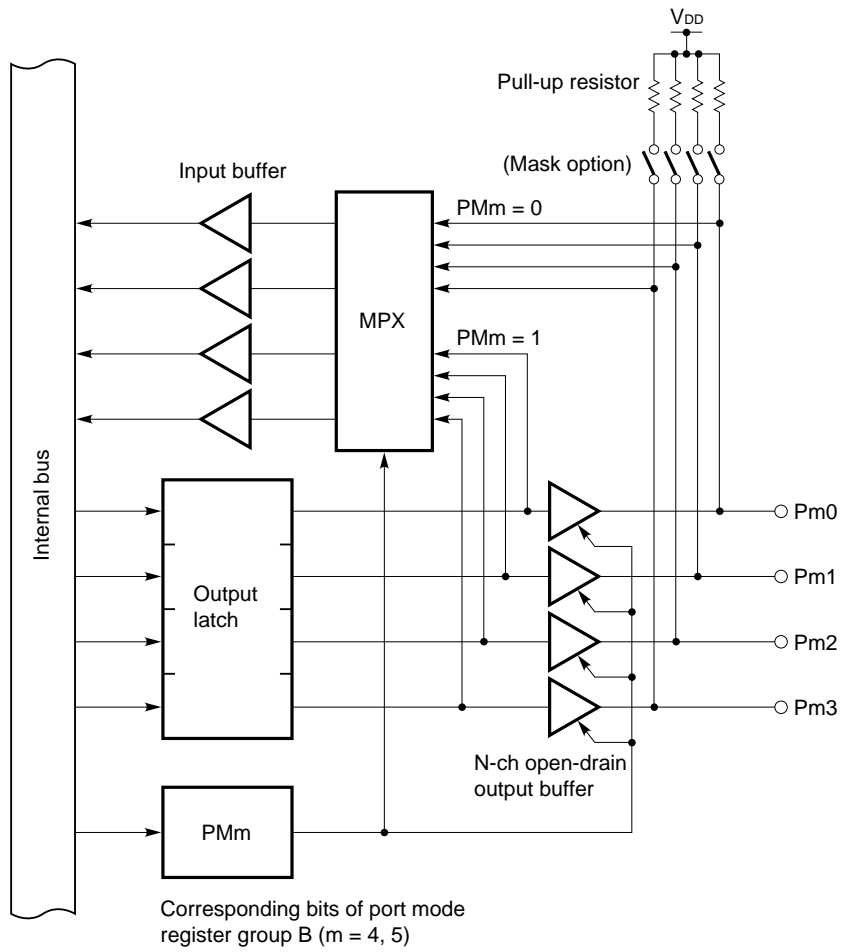 VDD
Pull-up resistor
(Mask option)
Input buffer
PMm = 0
MPX
PMm = 1
Internal bus
Output
latch
Pm0
Pm1
Pm2
Pm3
N-ch open-drain
output buffer
PMm
Corresponding bits of port mode
register group B (m = 4, 5)